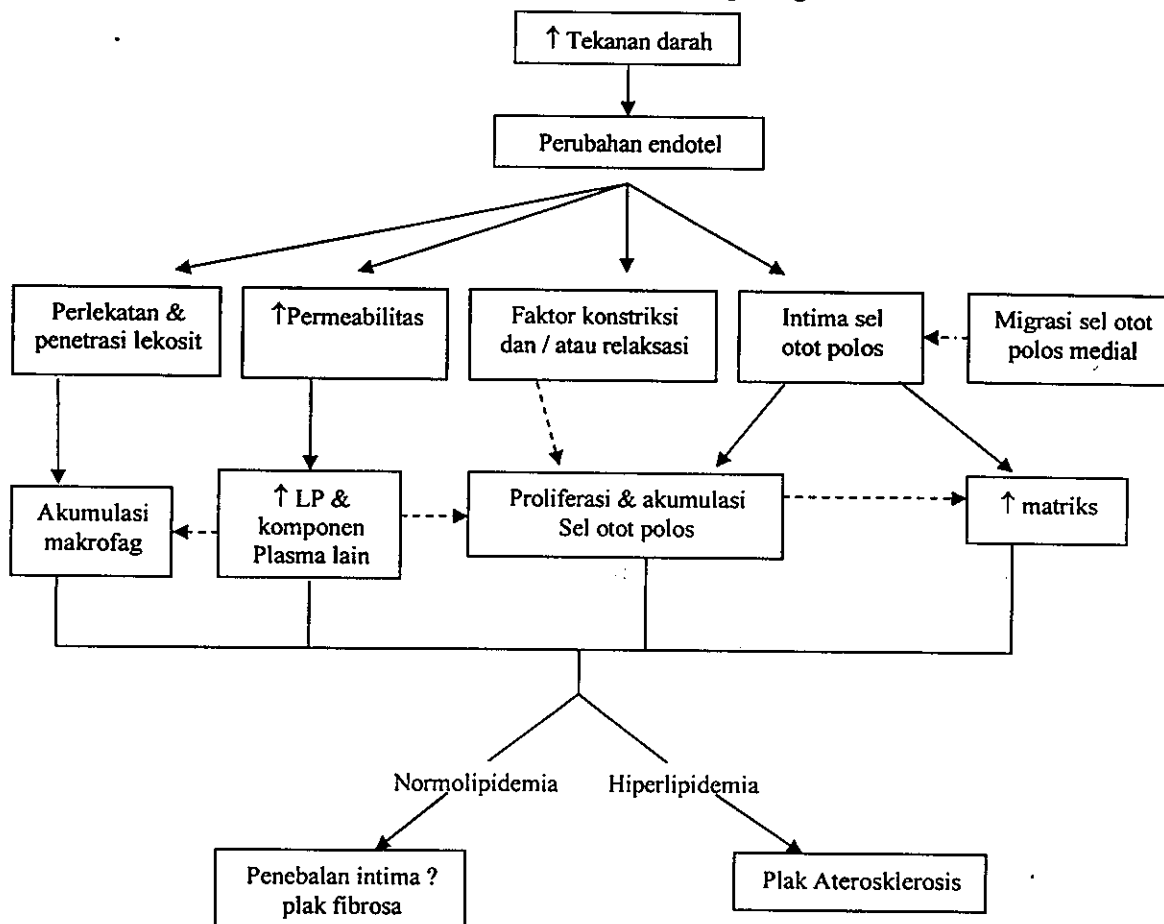 ↑ Tekanan darah
Perubahan endotel
Perlekatan &
penetrasi lekosit
↑Permeabilitas
Faktor konstriksi
dan / atau relaksasi
Intima sel
otot polos
Migrasi sel otot
polos medial
Akumulasi
makrofag
↑ LP &
komponen
Plasma lain
Proliferasi & akumulasi
Sel otot polos
↑ matriks
Normolipidemia
Hiperlipidemia
Penebalan intima ?
plak fibrosa
Plak Aterosklerosis